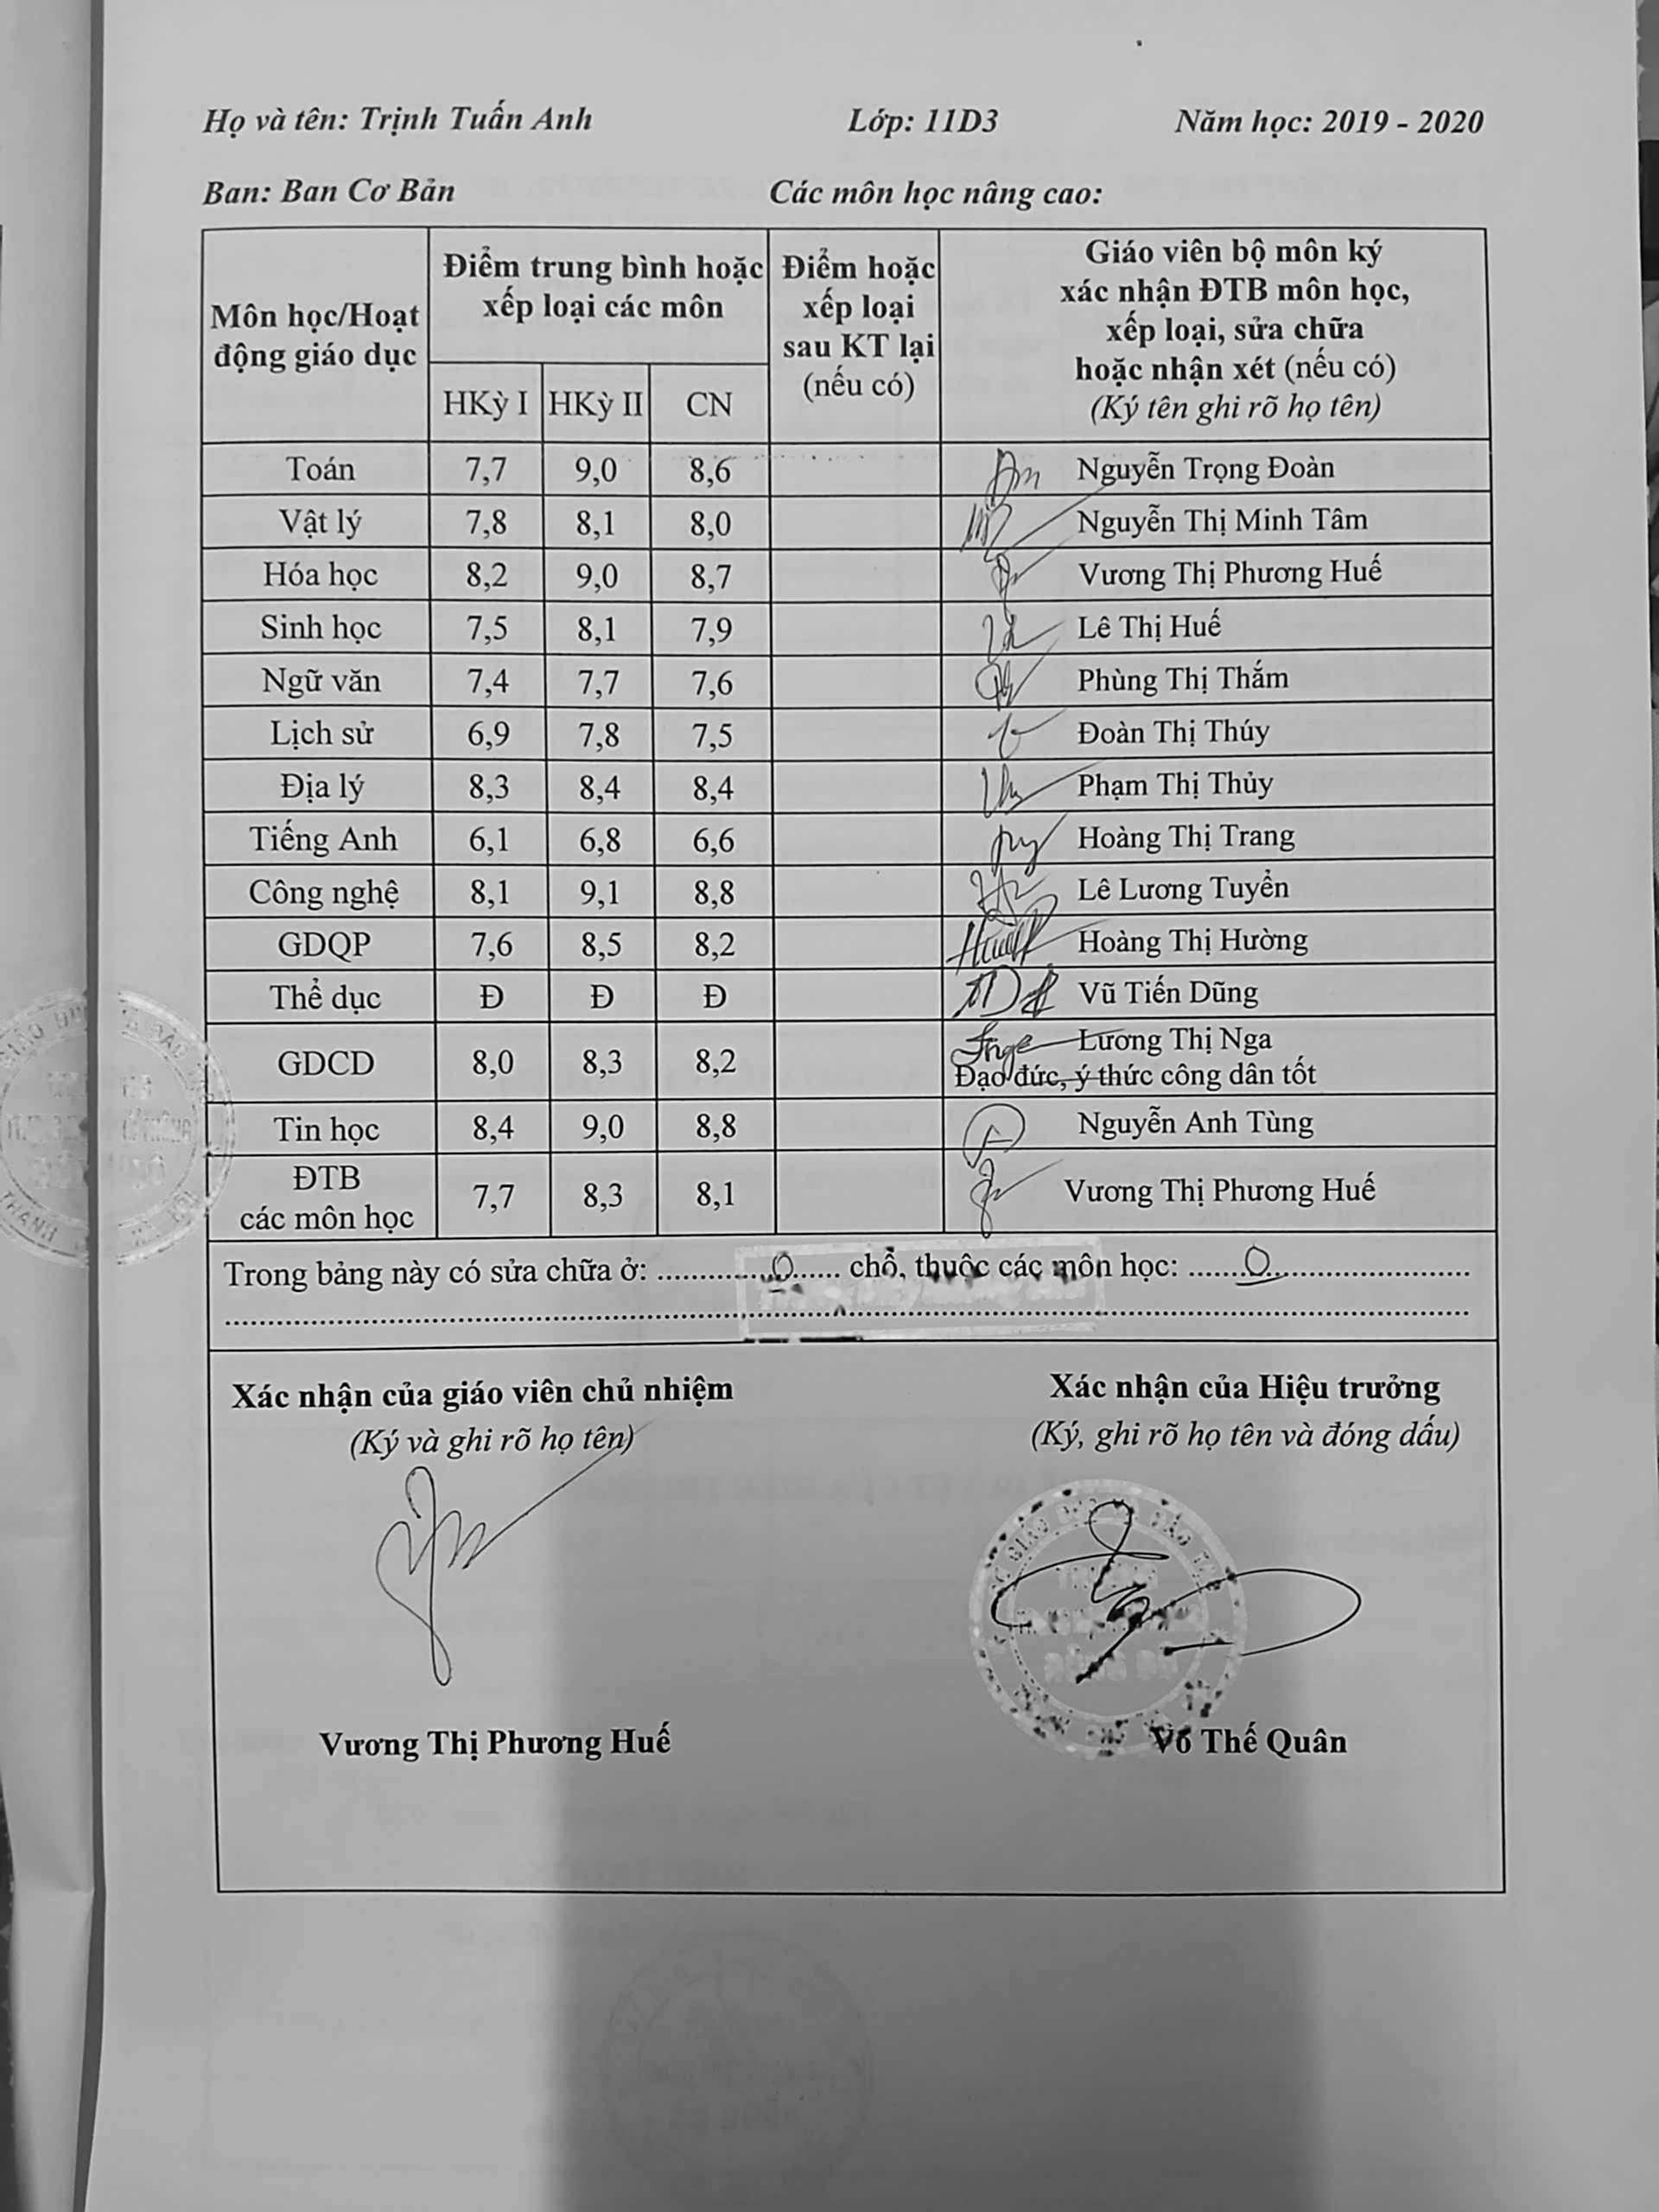 Họ và tên: Trịnh Tuấn Anh Lớp: 11D3 Năm học: 2019 - 2020
Ban: Ban Cơ Bản Các môn học nâng cao:
Môn học/Hoạt động giáo dục
Điểm trung bình hoặc xếp loại các môn
Điểm hoặc xếp loại sau KT lại (nếu có)
Giáo viên bộ môn ký
xác nhận ĐTB môn học,
xếp loại, sửa chữa
hoặc nhận xét (nếu có)
(Ký tên ghi rõ họ tên)
HKỳ I HKỳ II CN
Toán 7,7 9,0 8,6 Nguyễn Trọng Đoàn
Vật lý 7,8 8,1 8,0 Nguyễn Thị Minh Tâm
Hóa học 8,2 9,0 8,7 Vương Thị Phương Huế
Sinh học 7,5 8,1 7,9 Lê Thị Huế
Ngữ văn 7,4 7,7 7,6 Phùng Thị Thắm
Lịch sử 6,9 7,8 7,5 Đoàn Thị Thúy
Địa lý 8,3 8,4 8,4 Phạm Thị Thủy
Tiếng Anh 6,1 6,8 6,6 Hoàng Thị Trang
Công nghệ 8,1 9,1 8,8 Lê Lương Tuyển
GDQP 7,6 8,5 8,2 Hoàng Thị Hường
Thể dục Đ Đ Đ Vũ Tiến Dũng
GDCD 8,0 8,3 8,2 Lương Thị Nga
Đạo đức, ý thức công dân tốt
Tin học 8,4 9,0 8,8 Nguyễn Anh Tùng
ĐTB các môn học 7,7 8,3 8,1 Vương Thị Phương Huế
Trong bảng này có sửa chữa ở: 0 chỗ, thuộc các môn học: 0
Xác nhận của giáo viên chủ nhiệm Xác nhận của Hiệu trưởng
(Ký và ghi rõ họ tên) (Ký, ghi rõ họ tên và đóng dấu)
Vương Thị Phương Huế Võ Thế Quân